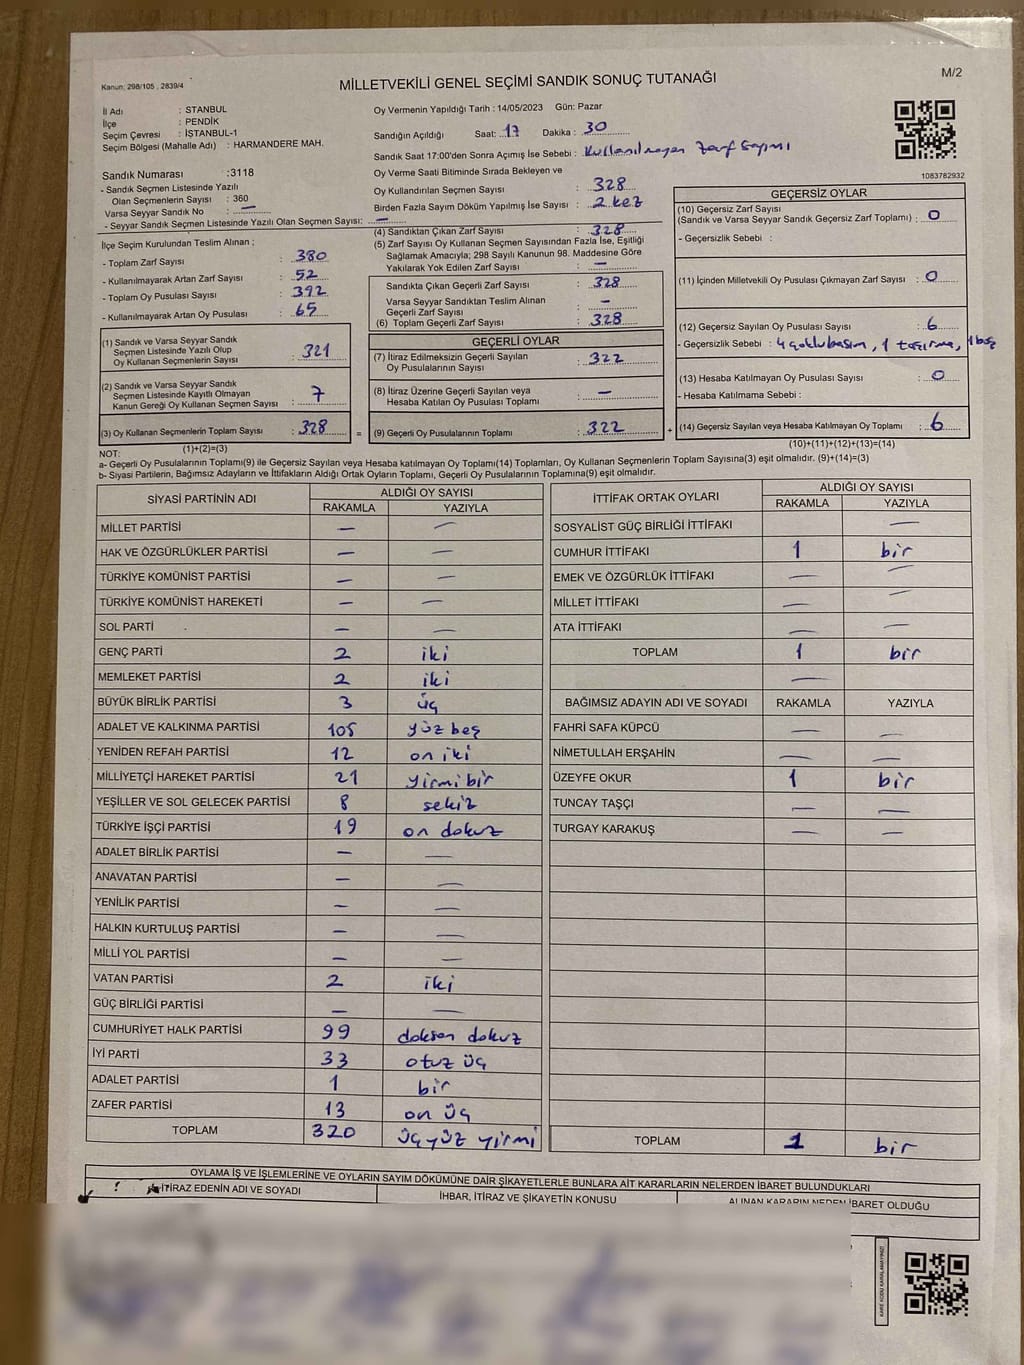 Kanun: 298/105 , 2839/4
MİLLETVEKİLİ GENEL SEÇİMİ SANDIK SONUÇ TUTANAĞI
M/2
İl Adı : STANBUL
İlçe : PENDİK
Seçim Çevresi : İSTANBUL-1
Seçim Bölgesi (Mahalle Adı) : HARMANDERE MAH.
Sandık Numarası :3118
- Sandık Seçmen Listesinde Yazılı
Olan Seçmenlerin Sayısı : 360
Varsa Seyyar Sandık No : —
- Seyyar Sandık Seçmen Listesinde Yazılı Olan Seçmen Sayısı: —
İlçe Seçim Kurulundan Teslim Alınan ;
- Toplam Zarf Sayısı : 380
- Kullanılmayarak Artan Zarf Sayısı : 52
- Toplam Oy Pusulası Sayısı : 392
- Kullanılmayarak Artan Oy Pusulası : 65
(1) Sandık ve Varsa Seyyar Sandık
Seçmen Listesinde Yazılı Olup
Oy Kullanan Seçmenlerin Sayısı : 321
(2) Sandık ve Varsa Seyyar Sandık
Seçmen Listesinde Kayıtlı Olmayan
Kanun Gereği Oy Kullanan Seçmen Sayısı : 7
(3) Oy Kullanan Seçmenlerin Toplam Sayısı : 328 =
(1)+(2)=(3)
Oy Vermenin Yapıldığı Tarih : 14/05/2023 Gün: Pazar
Sandığın Açıldığı Saat: 17 Dakika : 30
Sandık Saat 17:00'den Sonra Açımış İse Sebebi : Kullanılmayan zarf sayımı
Oy Verme Saati Bitiminde Sırada Bekleyen ve
Oy Kullandırılan Seçmen Sayısı : 328
Birden Fazla Sayım Döküm Yapılmış İse Sayısı : 2 kez
(4) Sandıktan Çıkan Zarf Sayısı : 328
(5) Zarf Sayısı Oy Kullanan Seçmen Sayısından Fazla İse, Eşitliği
Sağlamak Amacıyla; 298 Sayılı Kanunun 98. Maddesine Göre
Yakılarak Yok Edilen Zarf Sayısı : —
Sandıkta Çıkan Geçerli Zarf Sayısı : 328
Varsa Seyyar Sandıktan Teslim Alınan
Geçerli Zarf Sayısı : —
(6) Toplam Geçerli Zarf Sayısı : 328
GEÇERLİ OYLAR
(7) İtiraz Edilmeksizin Geçerli Sayılan
Oy Pusulalarının Sayısı : 322
(8) İtiraz Üzerine Geçerli Sayılan veya
Hesaba Katılan Oy Pusulası Toplamı : —
(9) Geçerli Oy Pusulalarının Toplamı : 322 +
1083782932
GEÇERSİZ OYLAR
(10) Geçersiz Zarf Sayısı
(Sandık ve Varsa Seyyar Sandık Geçersiz Zarf Toplamı) : 0
- Geçersizlik Sebebi :
(11) İçinden Milletvekili Oy Pusulası Çıkmayan Zarf Sayısı : 0
(12) Geçersiz Sayılan Oy Pusulası Sayısı : 6
- Geçersizlik Sebebi : 4 çoklu basım, 1 taşırma, 1 boş
(13) Hesaba Katılmayan Oy Pusulası Sayısı : 0
- Hesaba Katılmama Sebebi :
(14) Geçersiz Sayılan veya Hesaba Katılmayan Oy Toplamı : 6
(10)+(11)+(12)+(13)=(14)
NOT:
a- Geçerli Oy Pusulalarının Toplamı(9) ile Geçersiz Sayılan veya Hesaba katılmayan Oy Toplamı(14) Toplamları, Oy Kullanan Seçmenlerin Toplam Sayısına(3) eşit olmalıdır. (9)+(14)=(3)
b- Siyasi Partilerin, Bağımsız Adayların ve İttifakların Aldığı Ortak Oyların Toplamı, Geçerli Oy Pusulalarının Toplamına(9) eşit olmalıdır.
SİYASİ PARTİNİN ADI ALDIĞI OY SAYISI
RAKAMLA YAZIYLA
MİLLET PARTİSİ — —
HAK VE ÖZGÜRLÜKLER PARTİSİ — —
TÜRKİYE KOMÜNİST PARTİSİ — —
TÜRKİYE KOMÜNİST HAREKETİ — —
SOL PARTİ — —
GENÇ PARTİ 2 iki
MEMLEKET PARTİSİ 2 iki
BÜYÜK BİRLİK PARTİSİ 3 üç
ADALET VE KALKINMA PARTİSİ 105 yüz beş
YENİDEN REFAH PARTİSİ 12 on iki
MİLLİYETÇİ HAREKET PARTİSİ 21 yirmi bir
YEŞİLLER VE SOL GELECEK PARTİSİ 8 sekiz
TÜRKİYE İŞÇİ PARTİSİ 19 on dokuz
ADALET BİRLİK PARTİSİ — —
ANAVATAN PARTİSİ — —
YENİLİK PARTİSİ — —
HALKIN KURTULUŞ PARTİSİ — —
MİLLİ YOL PARTİSİ — —
VATAN PARTİSİ 2 iki
GÜÇ BİRLİĞİ PARTİSİ — —
CUMHURİYET HALK PARTİSİ 99 doksan dokuz
İYİ PARTİ 33 otuz üç
ADALET PARTİSİ 1 bir
ZAFER PARTİSİ 13 on üç
TOPLAM 320 üçyüz yirmi
İTTİFAK ORTAK OYLARI ALDIĞI OY SAYISI
RAKAMLA YAZIYLA
SOSYALİST GÜÇ BİRLİĞİ İTTİFAKI —
CUMHUR İTTİFAKI 1 bir
EMEK VE ÖZGÜRLÜK İTTİFAKI — —
MİLLET İTTİFAKI — —
ATA İTTİFAKI — —
TOPLAM 1 bir
—
BAĞIMSIZ ADAYIN ADI VE SOYADI RAKAMLA YAZIYLA
FAHRİ SAFA KÜPCÜ — —
NİMETULLAH ERŞAHİN — —
ÜZEYFE OKUR 1 bir
TUNCAY TAŞÇI — —
TURGAY KARAKUŞ — —
TOPLAM 1 bir
OYLAMA İŞ VE İŞLEMLERİNE VE OYLARIN SAYIM DÖKÜMÜNE DAİR ŞİKAYETLERLE BUNLARA AİT KARARLARIN NELERDEN İBARET BULUNDUKLARI
İTİRAZ EDENİN ADI VE SOYADI İHBAR, İTİRAZ VE ŞİKAYETİN KONUSU ALINAN KARARIN NEDEN İBARET OLDUĞU
KARE KODU KARALAMAYINIZ!